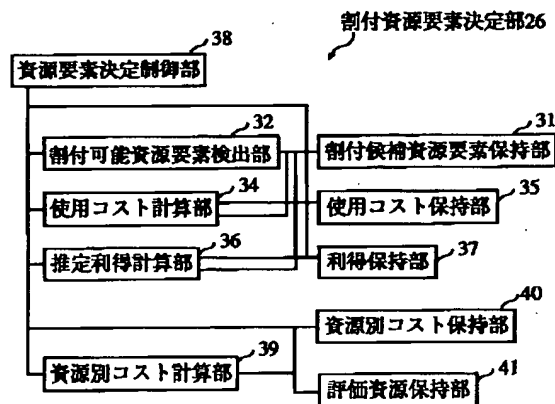 割付資源要素決定部26
38
資源要素決定制御部
32
31
割付可能資源要素検出部
割付候補資源要素保持部
34
35
使用コスト計算部
使用コスト保持部
36
37
推定利得計算部
利得保持部
40
資源別コスト保持部
39
41
資源別コスト計算部
評価資源保持部